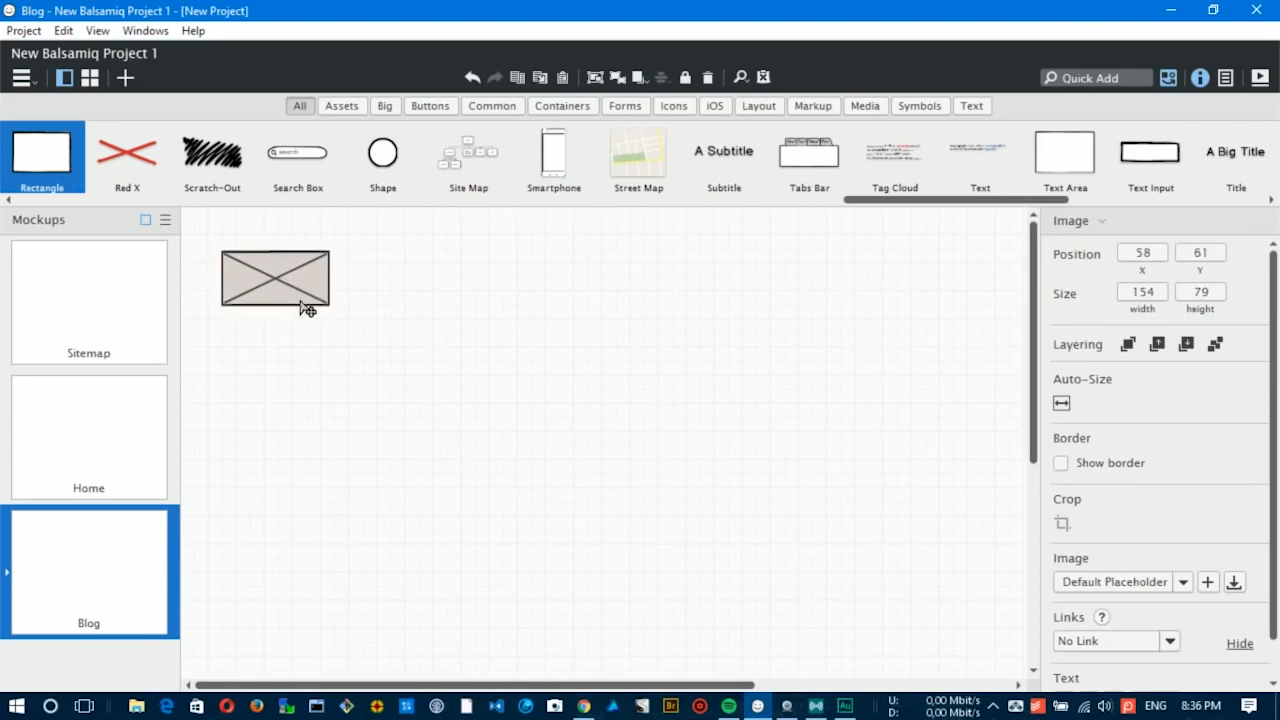 Blog - New Balsamiq Project 1 - [New Project]
Project Edit View Windows Help
New Balsamiq Project 1
Quick Add
All Assets Big Buttons Common Containers Forms Icons iOS Layout Markup Media Symbols Text
search
A Subtitle
A Big Title
Rectangle Red X Scratch-Out Search Box Shape Site Map Smartphone Street Map Subtitle Tabs Bar Tag Cloud Text Text Area Text Input Title
Mockups
Sitemap
Home
Blog
Image
Position 58 61
X Y
Size 154 79
width height
Layering
Auto-Size
Border
Show border
Crop
Image
Default Placeholder
Links ?
No Link Hide
Text
U: 0,00 Mbit/s
D: 0,00 Mbit/s
Br Au ENG 8:36 PM